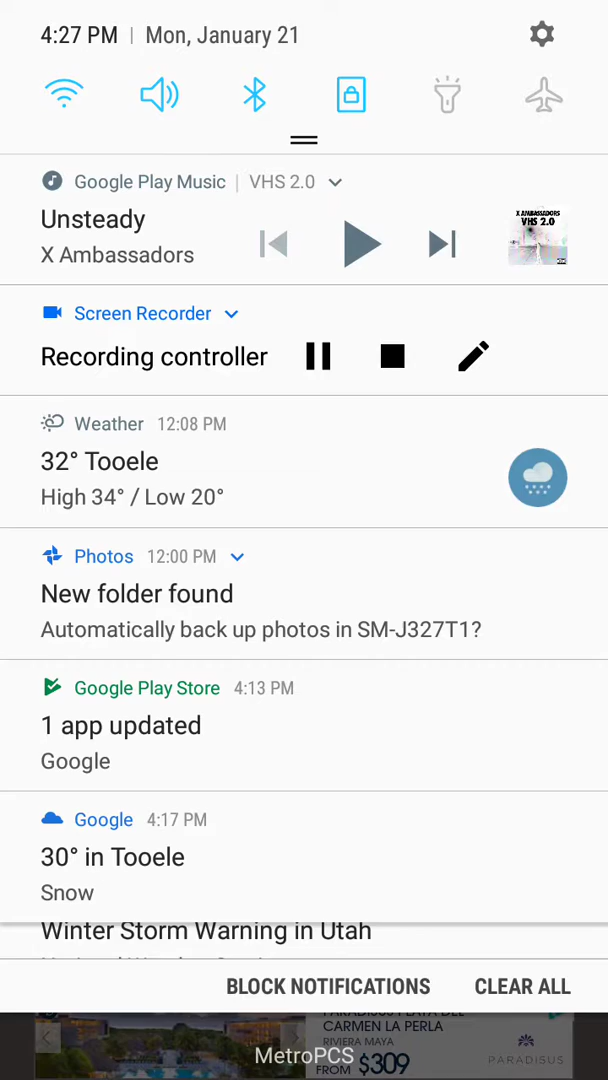 4:27 PM | Mon, January 21
Google Play Music | VHS 2.0
Unsteady
X Ambassadors
X AMBASSADORS
VHS 2.0
Screen Recorder
Recording controller
Weather 12:08 PM
32° Tooele
High 34° / Low 20°
Photos 12:00 PM
New folder found
Automatically back up photos in SM-J327T1?
Google Play Store 4:13 PM
1 app updated
Google
Google 4:17 PM
30° in Tooele
Snow
Winter Storm Warning in Utah
BLOCK NOTIFICATIONS CLEAR ALL
PARADISUS PLAYA DEL
CARMEN LA PERLA
RIVIERA MAYA
FROM $309
PARADISUS
MetroPCS